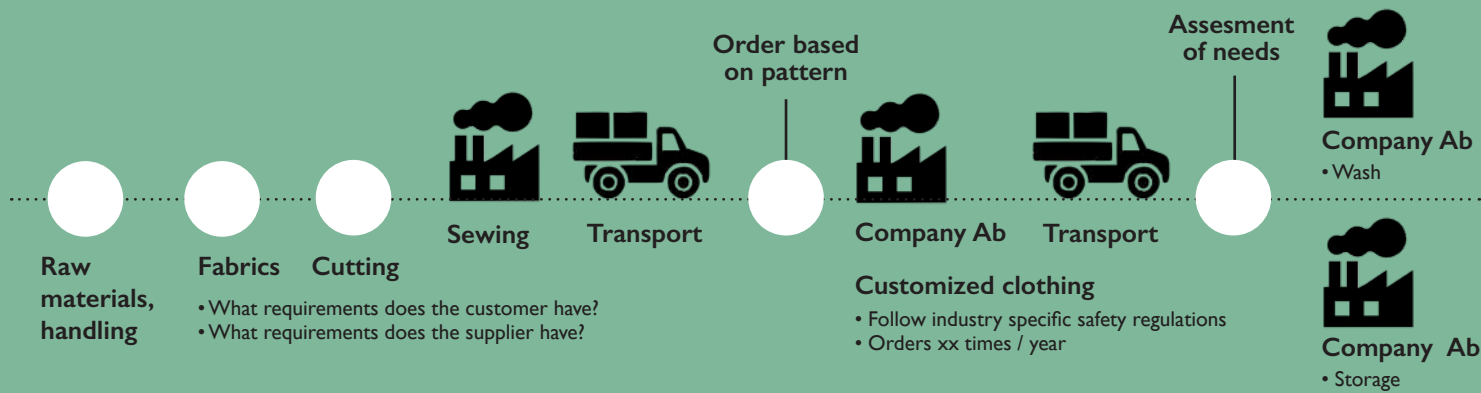 Raw
materials,
handling
Fabrics
Cutting
• What requirements does the customer have?
• What requirements does the supplier have?
Sewing
Transport
Order based
on pattern
Company Ab
Customized clothing
• Follow industry specific safety regulations
• Orders xx times / year
Transport
Assesment
of needs
Company Ab
• Wash
Company Ab
• Storage